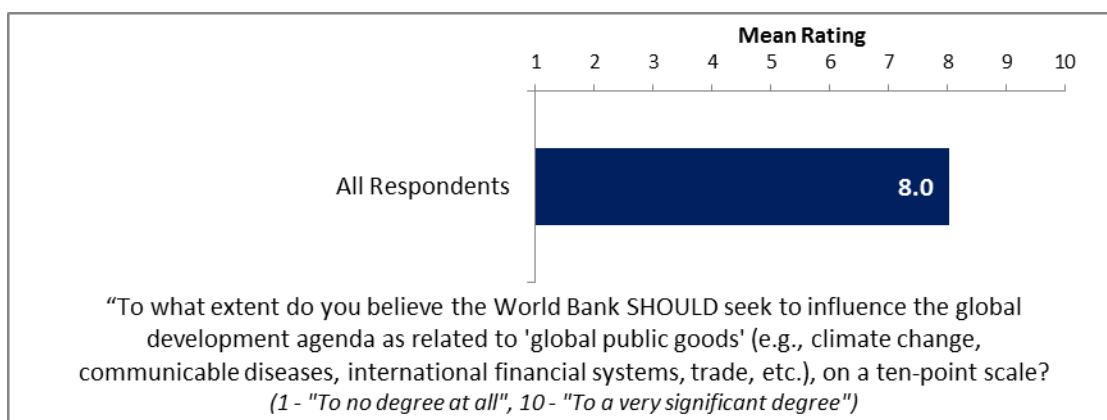 Mean Rating
1 2 3 4 5 6 7 8 9 10
All Respondents 8.0
“To what extent do you believe the World Bank SHOULD seek to influence the global
development agenda as related to 'global public goods' (e.g., climate change,
communicable diseases, international financial systems, trade, etc.), on a ten-point scale?
(1 - "To no degree at all", 10 - "To a very significant degree")